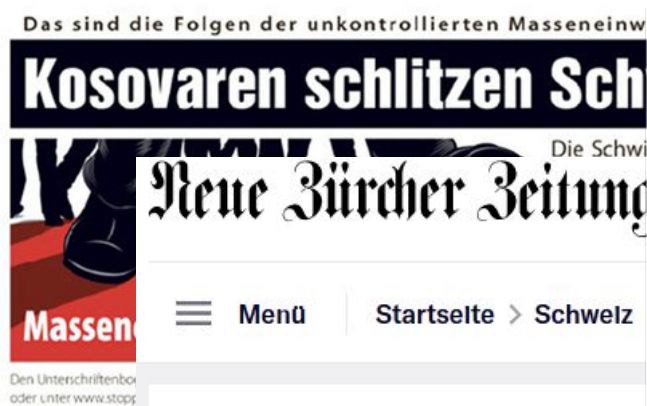 Das sind die Folgen der unkontrollierten Masseneinw
Kosovaren schlitzen Sch
Die Schwi
Neue Zürcher Zeitung
Menü Startseite > Schweiz
Massen
Den Unterschriftenbo
oder unter www.stopp